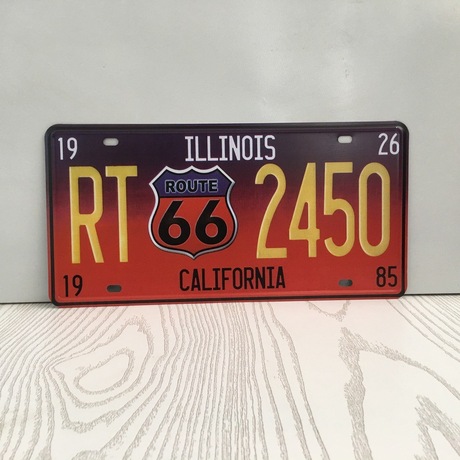 19 ILLINOIS 26
RT ROUTE 66 2450
19 CALIFORNIA 85